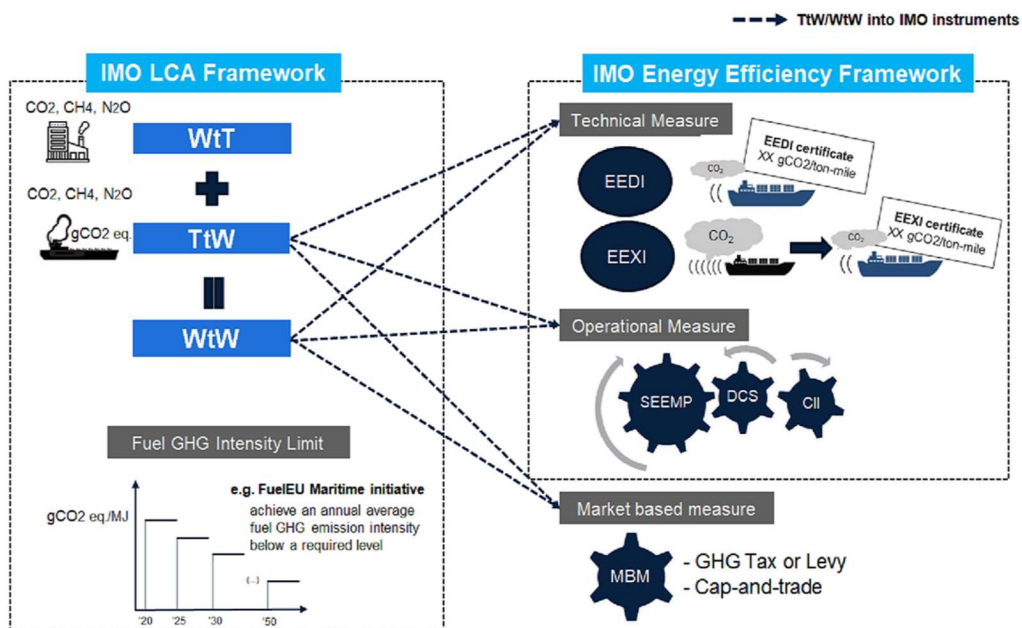 TtW/WtW into IMO instruments
IMO LCA Framework
CO2, CH4, N2O
WtT
CO2, CH4, N2O
gCO2 eq.
TtW
WtW
Fuel GHG Intensity Limit
e.g. FuelEU Maritime initiative
achieve an annual average
fuel GHG emission intensity
below a required level
gCO2 eq./MJ
(...)
'20
'25
'30
'50
IMO Energy Efficiency Framework
Technical Measure
EEDI
CO2
EEDI certificate
XX gCO2/ton-mile
EEXI
CO2
CO2
EEXI certificate
XX gCO2/ton-mile
Operational Measure
SEEMP
DCS
CII
Market based measure
MBM
- GHG Tax or Levy
- Cap-and-trade